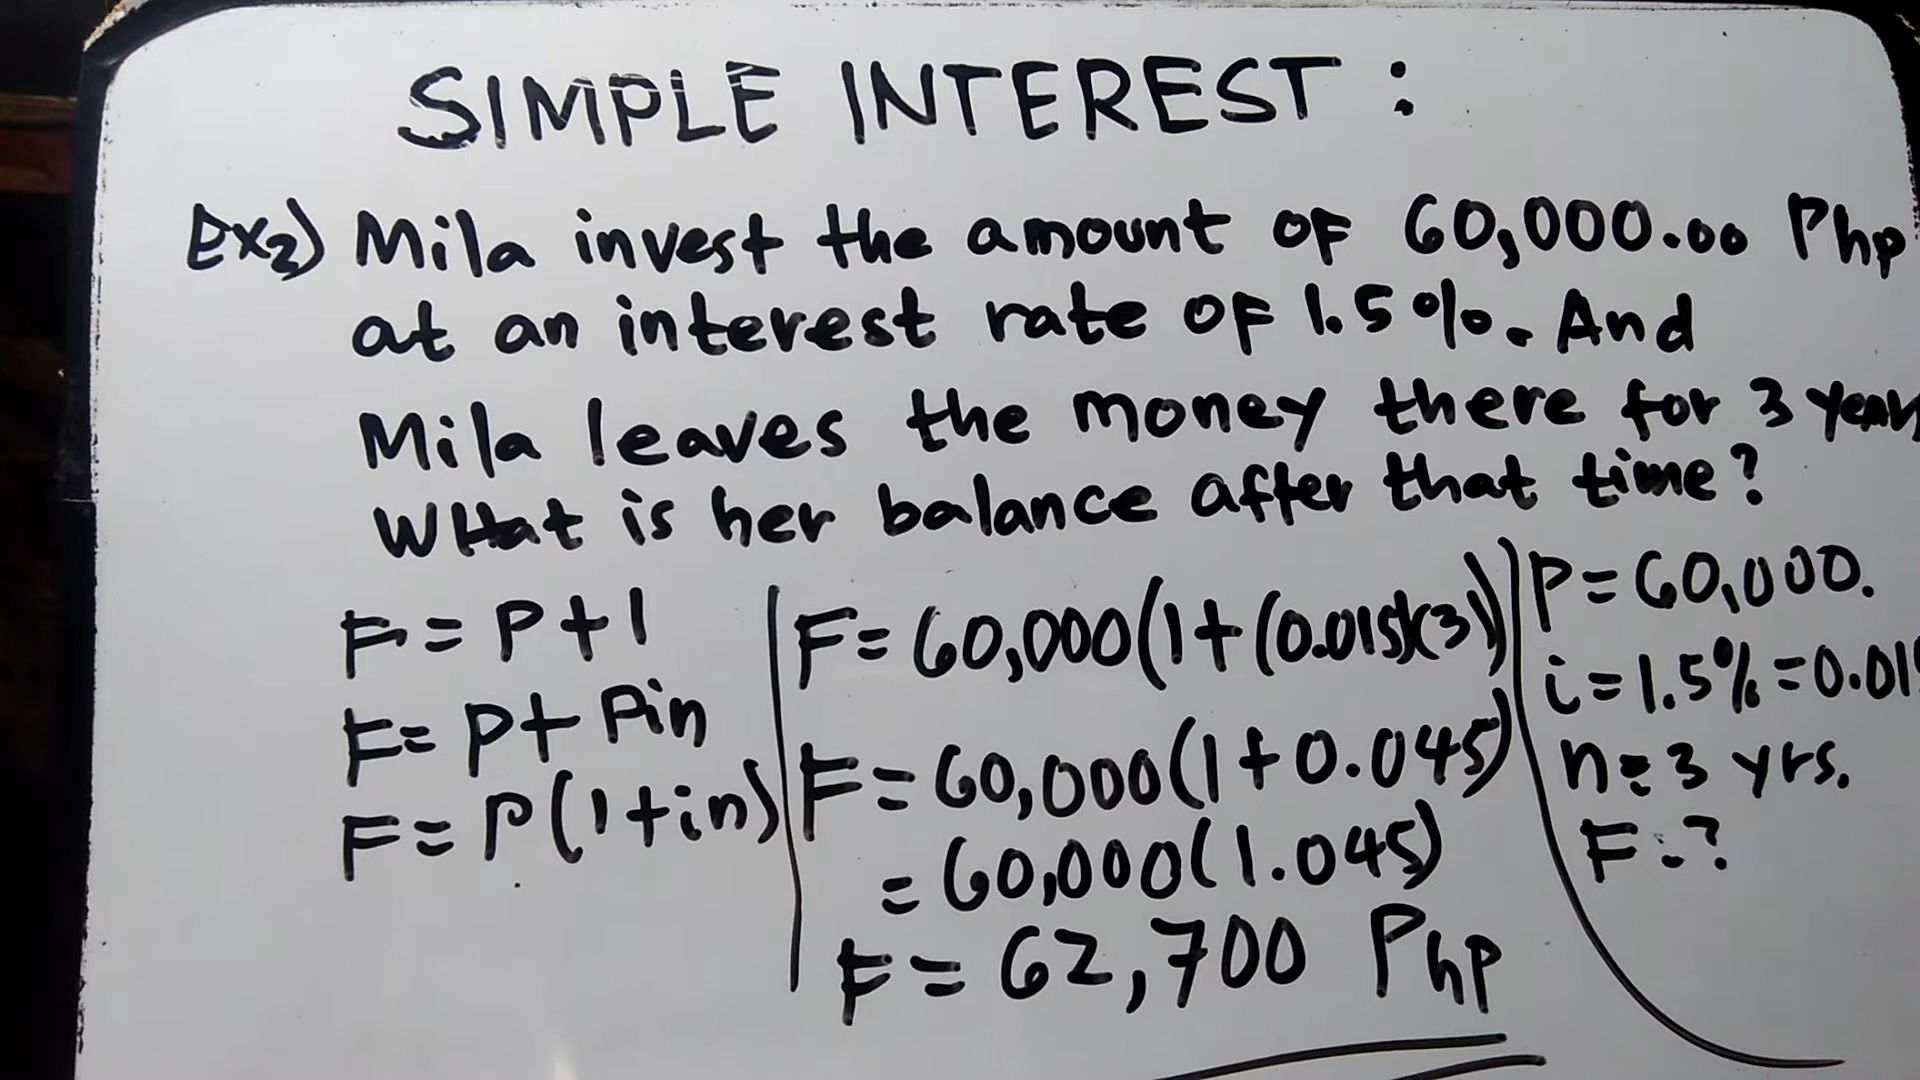 SIMPLE INTEREST :
Ex2) Mila invest the amount OF 60,000.00 Php
at an interest rate OF 1.5%. And
Mila leaves the money there for 3 years
WHat is her balance after that time?
F = P + I
F = P + Pin
F = P(1+in)
F = 60,000(1+(0.015)(3))
F = 60,000(1+0.045)
= 60,000(1.045)
F = 62,700 Php
P = 60,000.
i = 1.5% = 0.015
n = 3 yrs.
F = ?